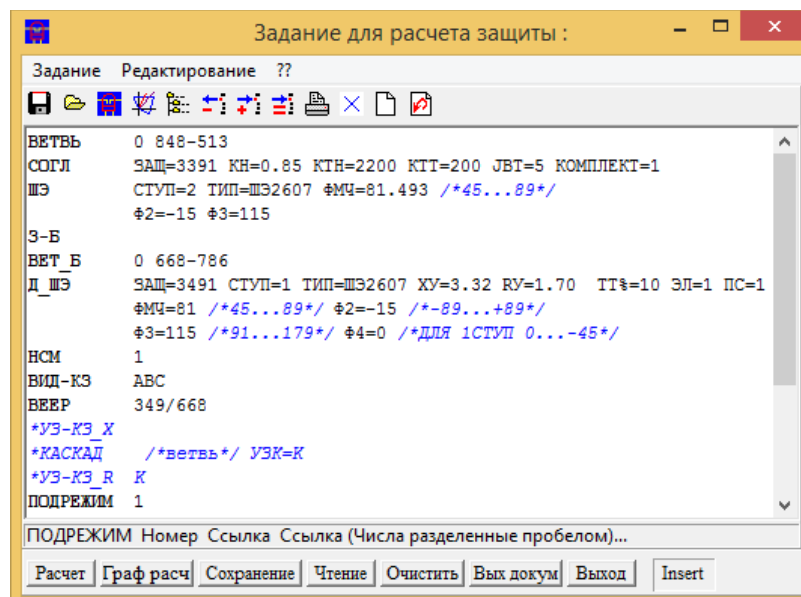 Задание для расчета защиты :
Задание Редактирование ??
ВЕТВЬ 0 848-513
СОГЛ ЗАЩ=3391 КН=0.85 КТН=2200 КТТ=200 JВТ=5 КОМПЛЕКТ=1
ШЭ СТУП=2 ТИП=ШЭ2607 ФМЧ=81.493 /*45...89*/
Ф2=-15 Ф3=115
З-Б
ВЕТ_Б 0 668-786
Д_ШЭ ЗАЩ=3491 СТУП=1 ТИП=ШЭ2607 XУ=3.32 RУ=1.70 ТТ%=10 ЭЛ=1 ПС=1
ФМЧ=81 /*45...89*/ Ф2=-15 /*-89...+89*/
Ф3=115 /*91...179*/ Ф4=0 /*ДЛЯ 1СТУП 0...-45*/
НСМ 1
ВИД-КЗ АВС
ВЕЕР 349/668
*УЗ-КЗ_X
*КАСКАД /*ветвь*/ УЗК=К
*УЗ-КЗ_R К
ПОДРЕЖИМ 1
ПОДРЕЖИМ Номер Ссылка Ссылка (Числа разделенные пробелом)...
Расчет Граф расч Сохранение Чтение Очистить Вых докум Выход Insert